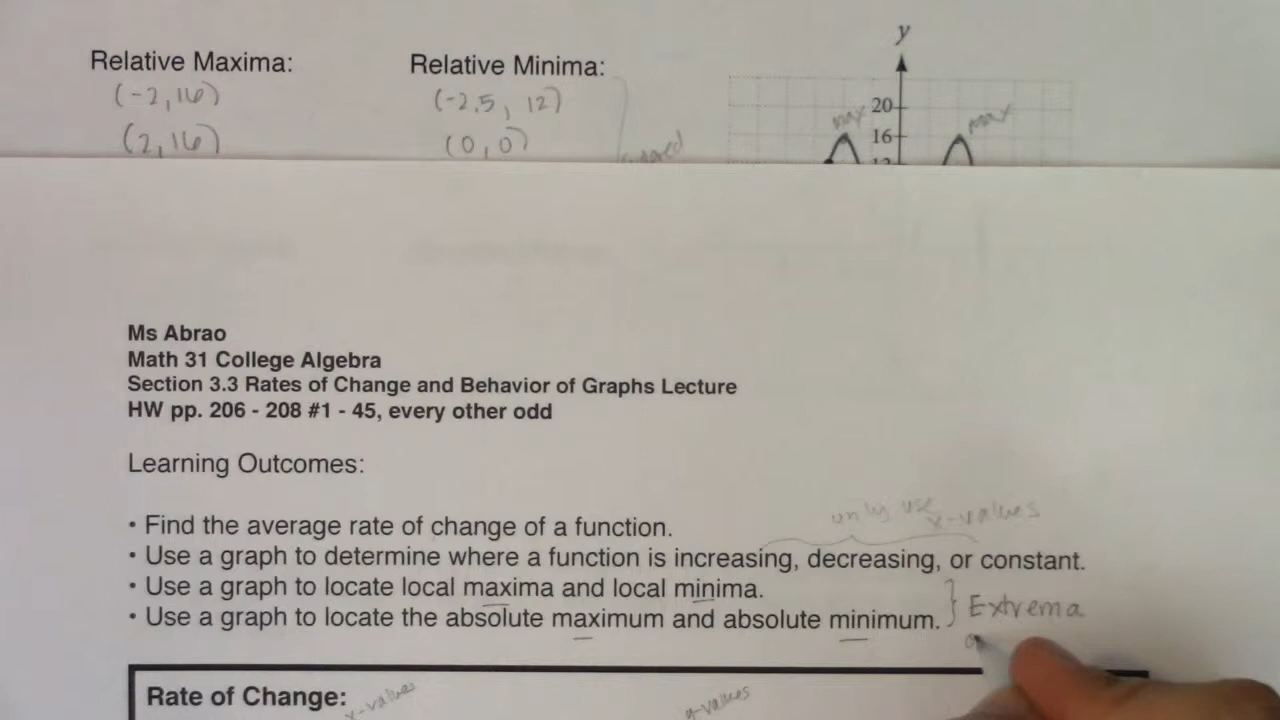 y
Relative Maxima: Relative Minima:
(-2,16) (-2.5, 12) max 20 max
(2,16) (0,0) 16
Ms Abrao
Math 31 College Algebra
Section 3.3 Rates of Change and Behavior of Graphs Lecture
HW pp. 206 - 208 #1 - 45, every other odd
Learning Outcomes:
only use x-values
• Find the average rate of change of a function.
• Use a graph to determine where a function is increasing, decreasing, or constant.
• Use a graph to locate local maxima and local minima.
• Use a graph to locate the absolute maximum and absolute minimum. } Extrema
Rate of Change: x-values y-values